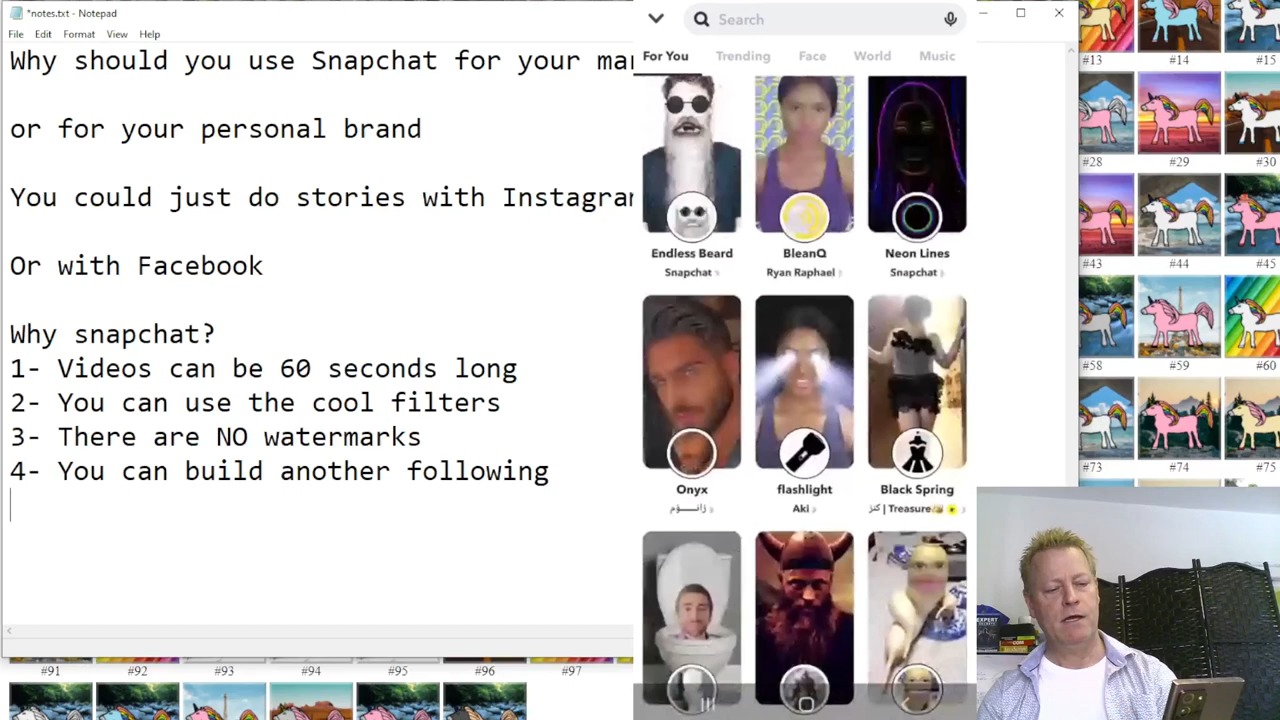 *notes.txt - Notepad
File Edit Format View Help
Why should you use Snapchat for your mar
or for your personal brand
You could just do stories with Instagram
Or with Facebook
Why snapchat?
1- Videos can be 60 seconds long
2- You can use the cool filters
3- There are NO watermarks
4- You can build another following
Search
For You Trending Face World Music
Endless Beard BleanQ Neon Lines
Snapchat Ryan Raphael Snapchat
Onyx flashlight Black Spring
Aki كنز | Treasure
#13 #14 #15
#28 #29 #30
#43 #44 #45
#58 #59 #60
#73 #74 #75
#91 #92 #93 #94 #95 #96 #97
EXPERT
SECRETS